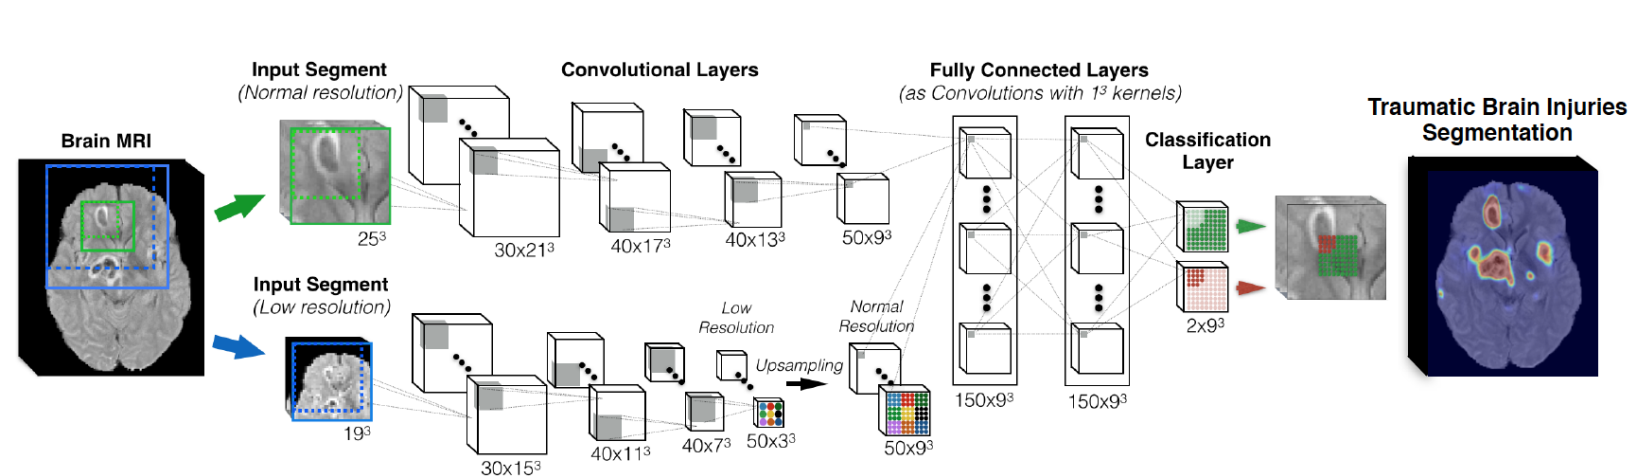 Brain MRI
Input Segment
(Normal resolution)
25³
Convolutional Layers
30x21³
40x17³
40x13³
50x9³
Fully Connected Layers
(as Convolutions with 1³ kernels)
Classification
Layer
Traumatic Brain Injuries
Segmentation
Input Segment
(Low resolution)
19³
30x15³
40x11³
40x7³
Low
Resolution
50x3³
Upsampling
Normal
Resolution
50x9³
150x9³
150x9³
2x9³